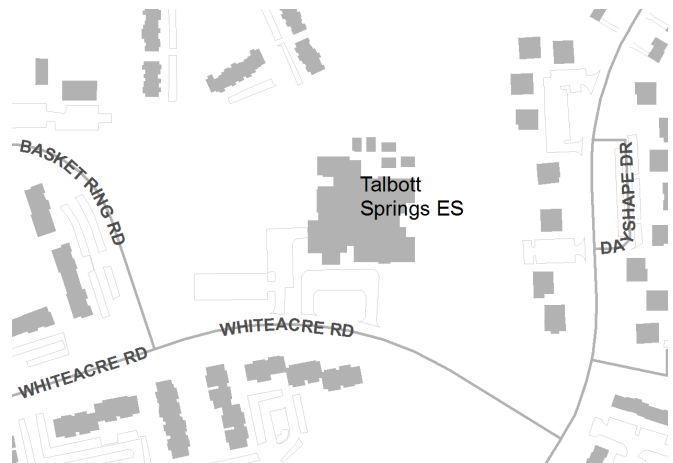 BASKET RING RD
Talbott
Springs ES
DAYSHAPE DR
WHITEACRE RD
WHITEACRE RD